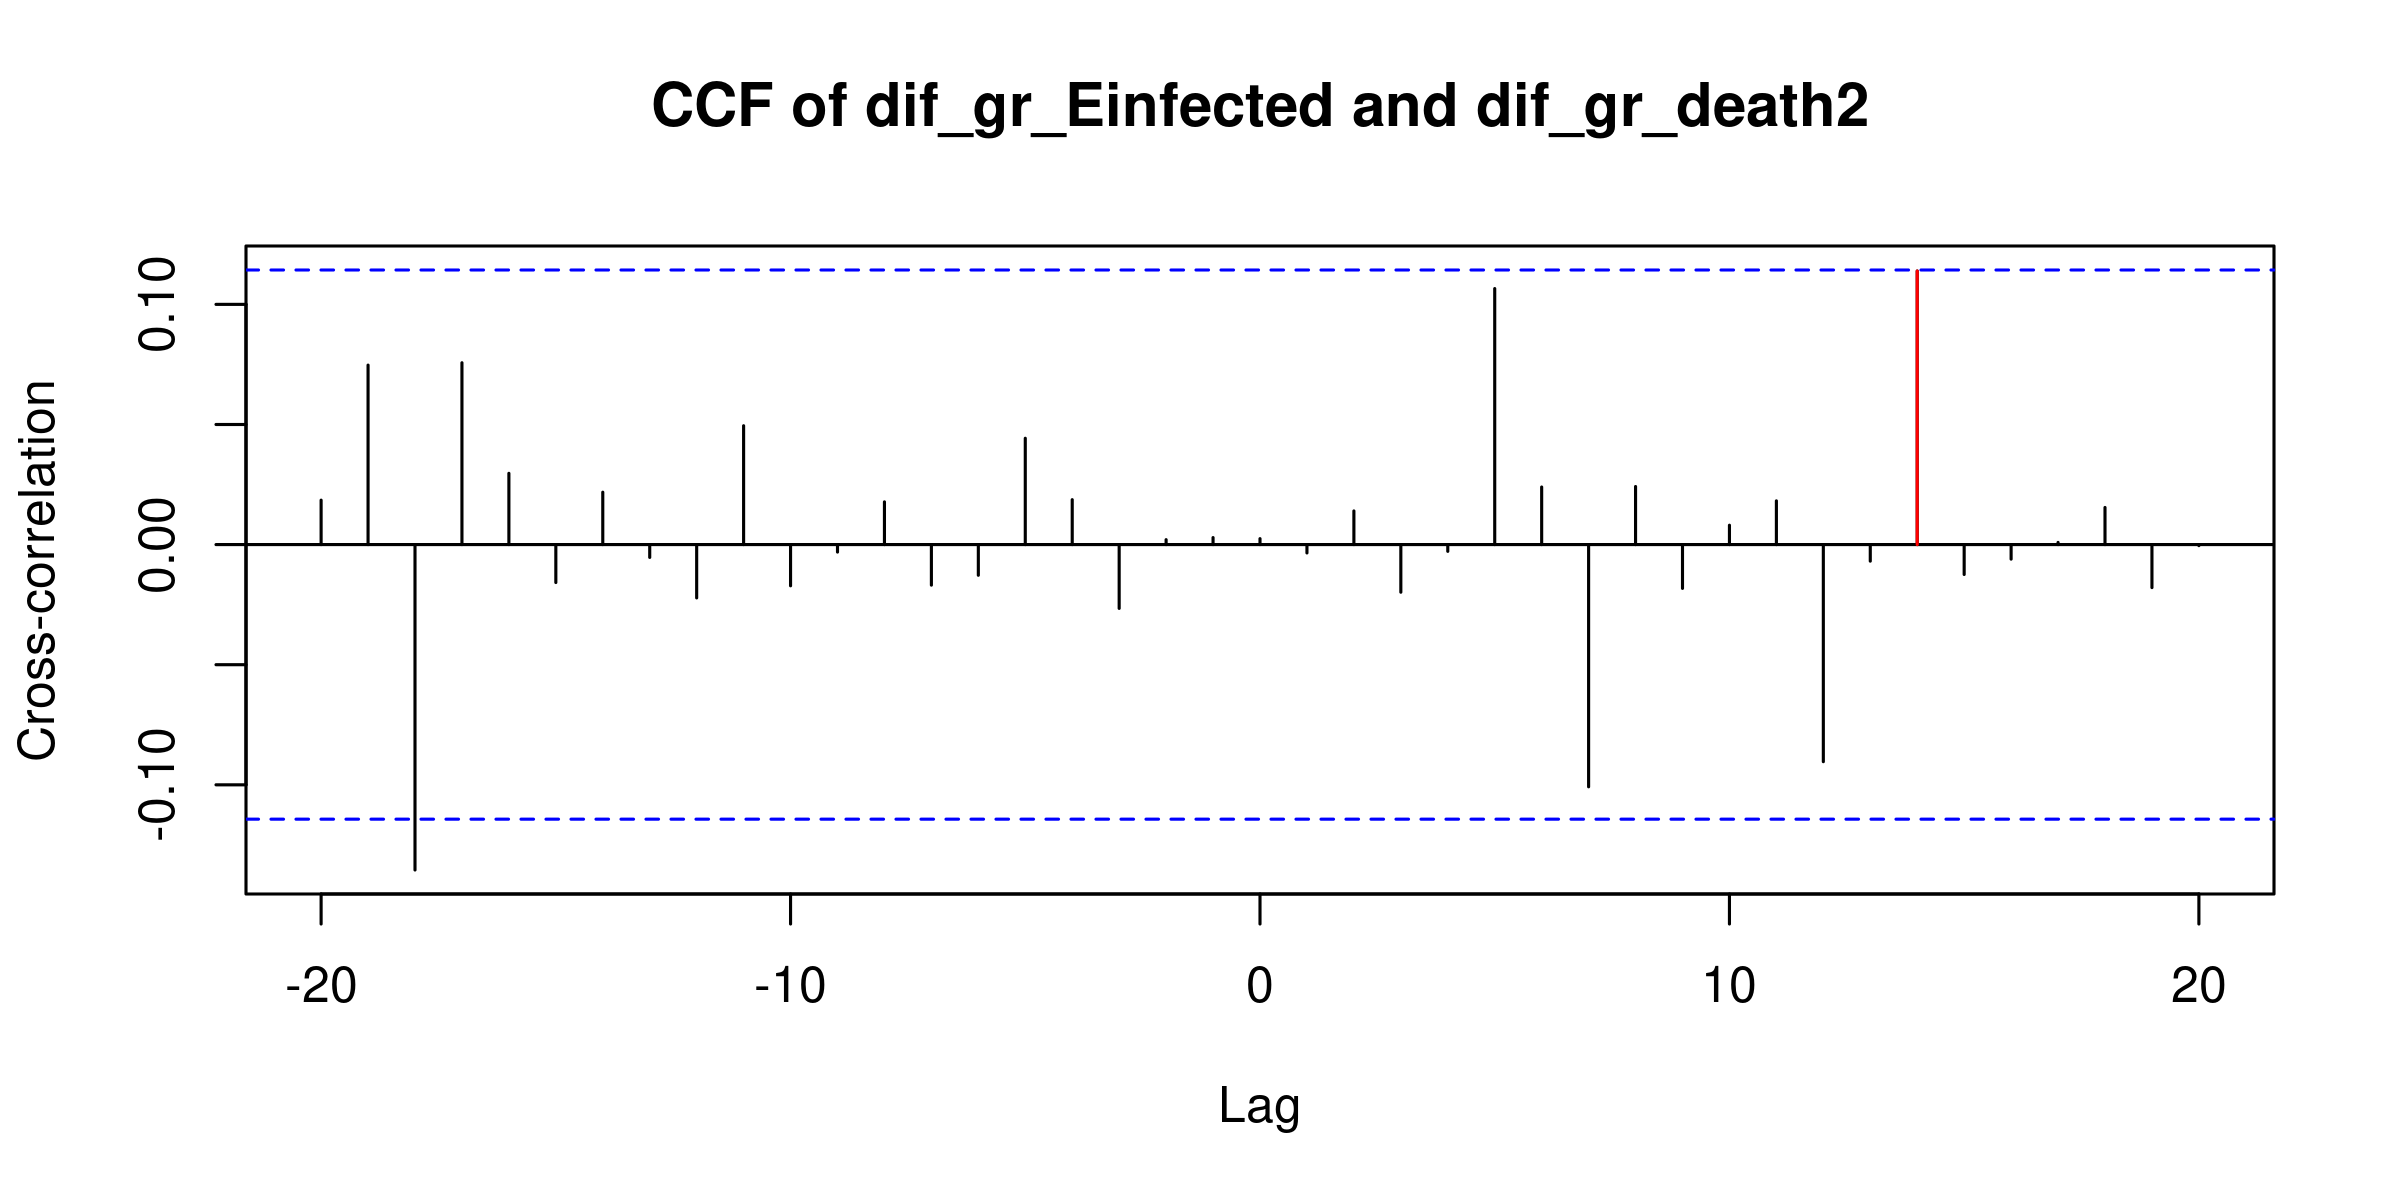 CCF of dif_gr_Einfected and dif_gr_death2
Cross-correlation
0.10
0.00
-0.10
-20 -10 0 10 20
Lag